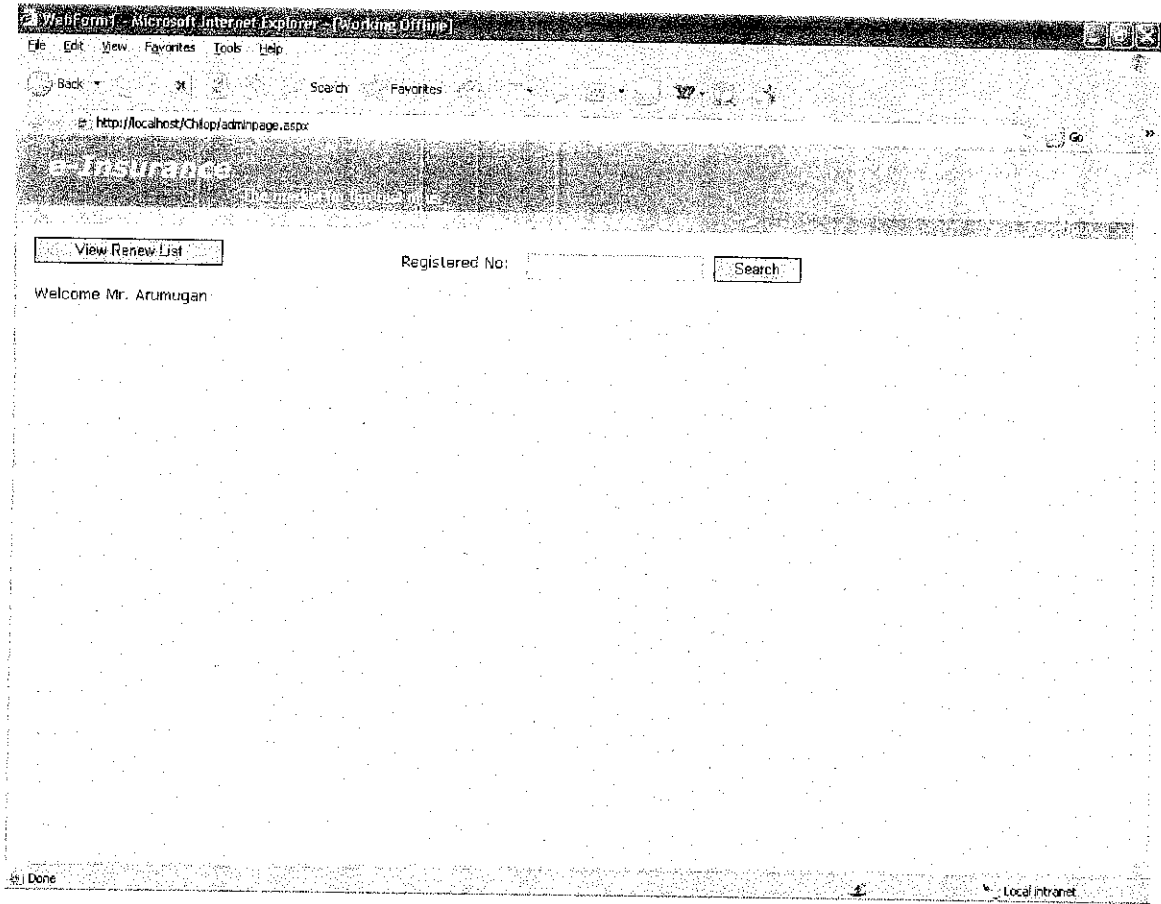 WebForm1 - Microsoft Internet Explorer - [Working Offline]
File Edit View Favorites Tools Help
Back Search Favorites
http://localhost/Chilop/adminpage.aspx Go
e-Insurance
View Renew List Registered No: Search
Welcome Mr. Arumugan
Done Local intranet